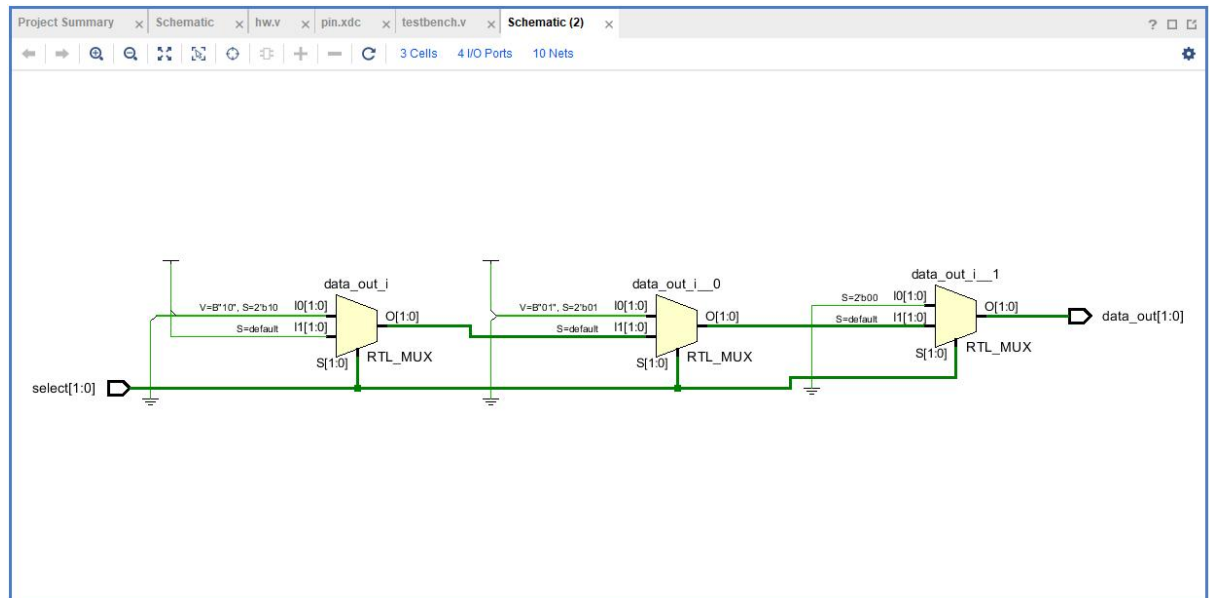 Project Summary × Schematic × hw.v × pin.xdc × testbench.v × Schematic (2) ×
3 Cells 4 I/O Ports 10 Nets
data_out_i
V=B"10", S=2'b10 I0[1:0]
S=default I1[1:0]
O[1:0]
S[1:0] RTL_MUX
data_out_i__0
V=B"01", S=2'b01 I0[1:0]
S=default I1[1:0]
O[1:0]
S[1:0] RTL_MUX
data_out_i__1
S=2'b00 I0[1:0]
S=default I1[1:0]
O[1:0]
S[1:0] RTL_MUX
data_out[1:0]
select[1:0]